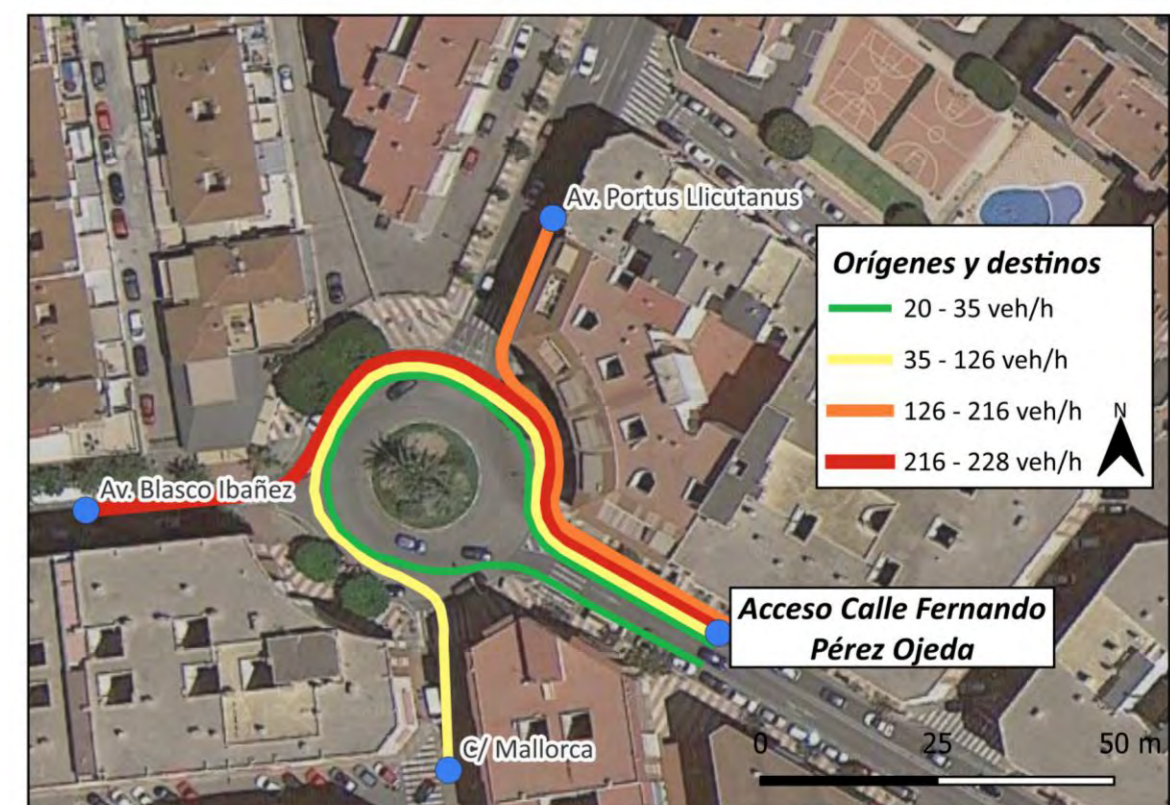 Av. Portus Llicutanus
Orígenes y destinos
20 - 35 veh/h
35 - 126 veh/h
126 - 216 veh/h
216 - 228 veh/h
N
Av. Blasco Ibañez
Acceso Calle Fernando
Pérez Ojeda
C/ Mallorca
0 25 50 m